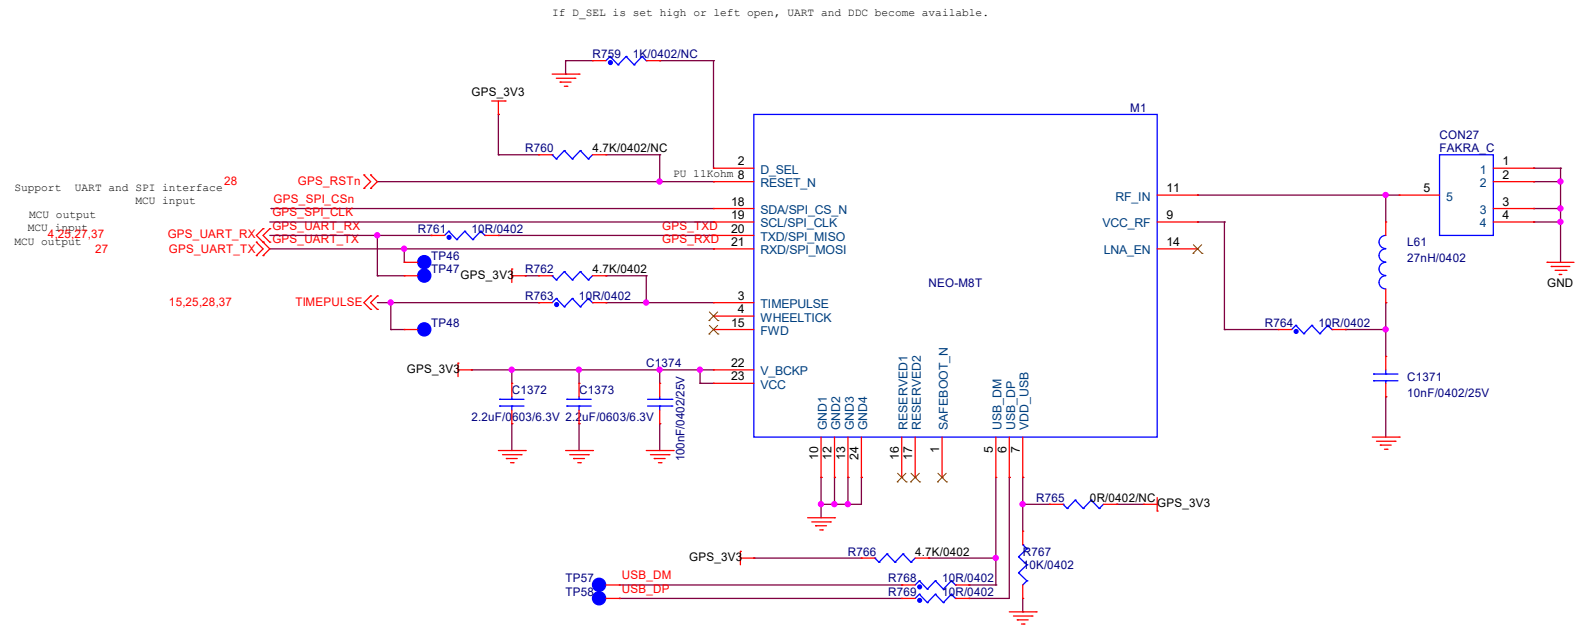 If D_SEL is set high or left open, UART and DDC become available.
R759 1K/0402/NC
GPS_3V3
M1
CON27
FAKRA_C
R760 4.7K/0402/NC
2 D_SEL
PU 11Kohm
8 RESET_N
28 GPS_RSTn
Support UART and SPI interface
MCU input
GPS_SPI_CSn
18 SDA/SPI_CS_N
MCU output
GPS_SPI_CLK
19 SCL/SPI_CLK
MCU input
4,25,27,37 GPS_UART_RX
GPS_UART_RX
R761 10R/0402
GPS_TXD
20 TXD/SPI_MISO
MCU output
27 GPS_UART_TX
GPS_UART_TX
GPS_RXD
21 RXD/SPI_MOSI
RF_IN 11
VCC_RF 9
LNA_EN 14
5 5
1 1
2 2
3 3
4 4
TP46
TP47
GPS_3V3
R762 4.7K/0402
L61
27nH/0402
GND
NEO-M8T
15,25,28,37 TIMEPULSE
R763 10R/0402
3 TIMEPULSE
4 WHEELTICK
15 FWD
TP48
R764 10R/0402
GPS_3V3
C1374
100nF/0402/25V
22 V_BCKP
23 VCC
C1372
2.2uF/0603/6.3V
C1373
2.2uF/0603/6.3V
C1371
10nF/0402/25V
GND1
GND2
GND3
GND4
RESERVED1
RESERVED2
SAFEBOOT_N
USB_DM
USB_DP
VDD_USB
10
12
13
24
16
17
1
5
6
7
R765 0R/0402/NC
GPS_3V3
GPS_3V3
R766 4.7K/0402
R767
10K/0402
TP57 USB_DM
R768 10R/0402
TP58 USB_DP
R769 10R/0402